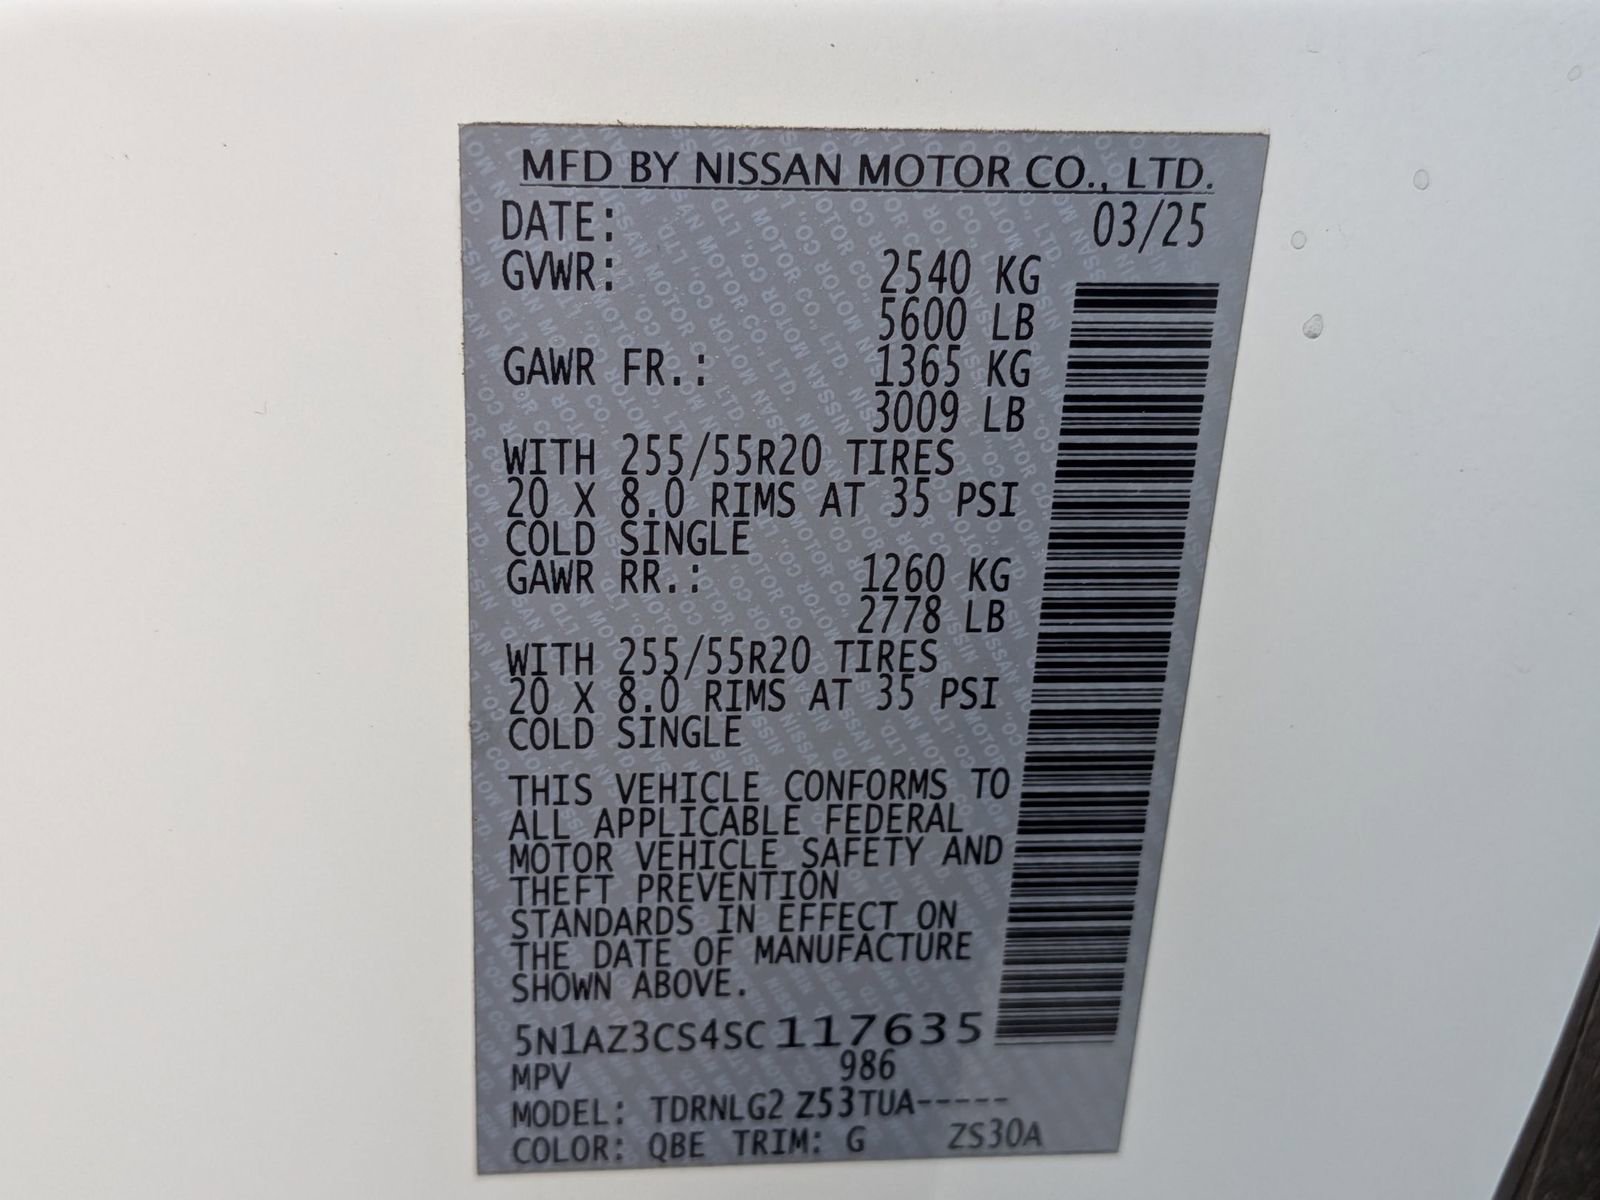 MFD BY NISSAN MOTOR CO., LTD.
DATE: 03/25
GVWR: 2540 KG
5600 LB
GAWR FR.: 1365 KG
3009 LB
WITH 255/55R20 TIRES
20 X 8.0 RIMS AT 35 PSI
COLD SINGLE
GAWR RR.: 1260 KG
2778 LB
WITH 255/55R20 TIRES
20 X 8.0 RIMS AT 35 PSI
COLD SINGLE
THIS VEHICLE CONFORMS TO
ALL APPLICABLE FEDERAL
MOTOR VEHICLE SAFETY AND
THEFT PREVENTION
STANDARDS IN EFFECT ON
THE DATE OF MANUFACTURE
SHOWN ABOVE.
5N1AZ3CS4SC117635
MPV 986
MODEL: TDRNLG2 Z53TUA-----
COLOR: QBE TRIM: G ZS30A